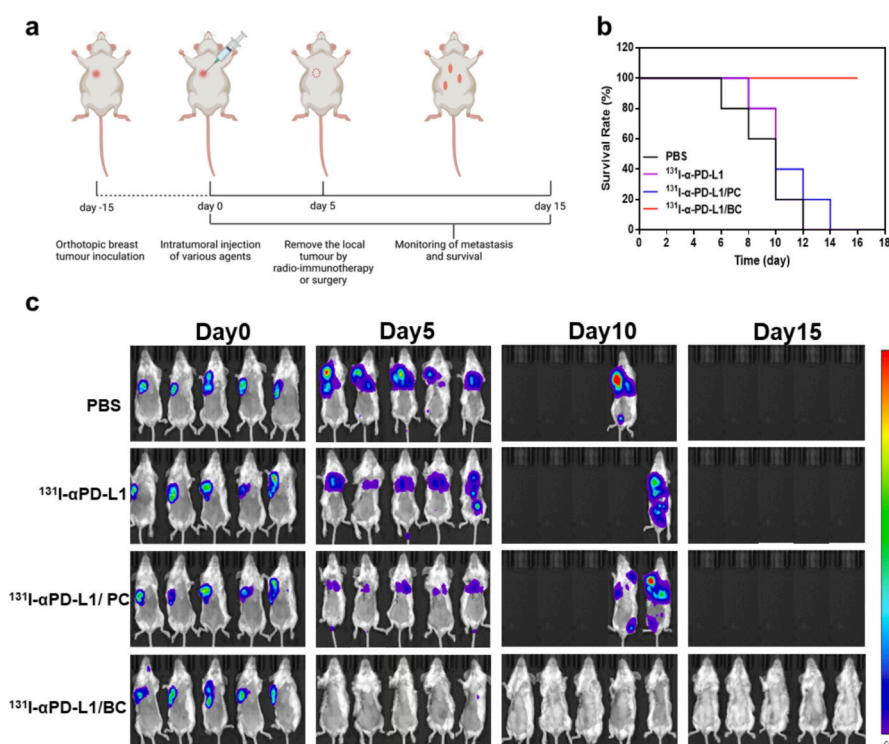 a
day -15
day 0
day 5
day 15
Orthotopic breast
tumour inoculation
Intratumoral injection
of various agents
Remove the local
tumour by
radio-immunotherapy
or surgery
Monitoring of metastasis
and survival
b
Survival Rate (%)
120
100
80
60
40
20
0
PBS
¹³¹I-α-PD-L1
¹³¹I-α-PD-L1/PC
¹³¹I-α-PD-L1/BC
0 2 4 6 8 10 12 14 16 18
Time (day)
c
Day0 Day5 Day10 Day15
PBS
¹³¹I-αPD-L1
¹³¹I-αPD-L1/ PC
¹³¹I-αPD-L1/BC